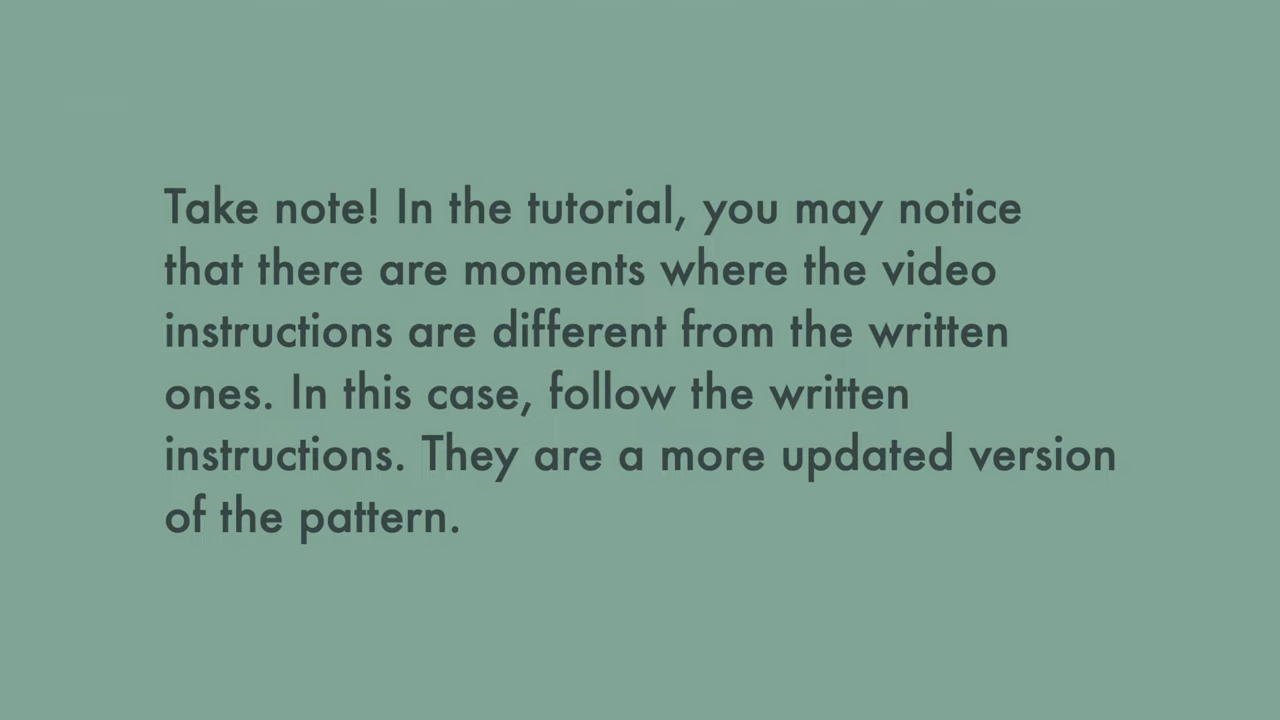 Take note! In the tutorial, you may notice
that there are moments where the video
instructions are different from the written
ones. In this case, follow the written
instructions. They are a more updated version
of the pattern.